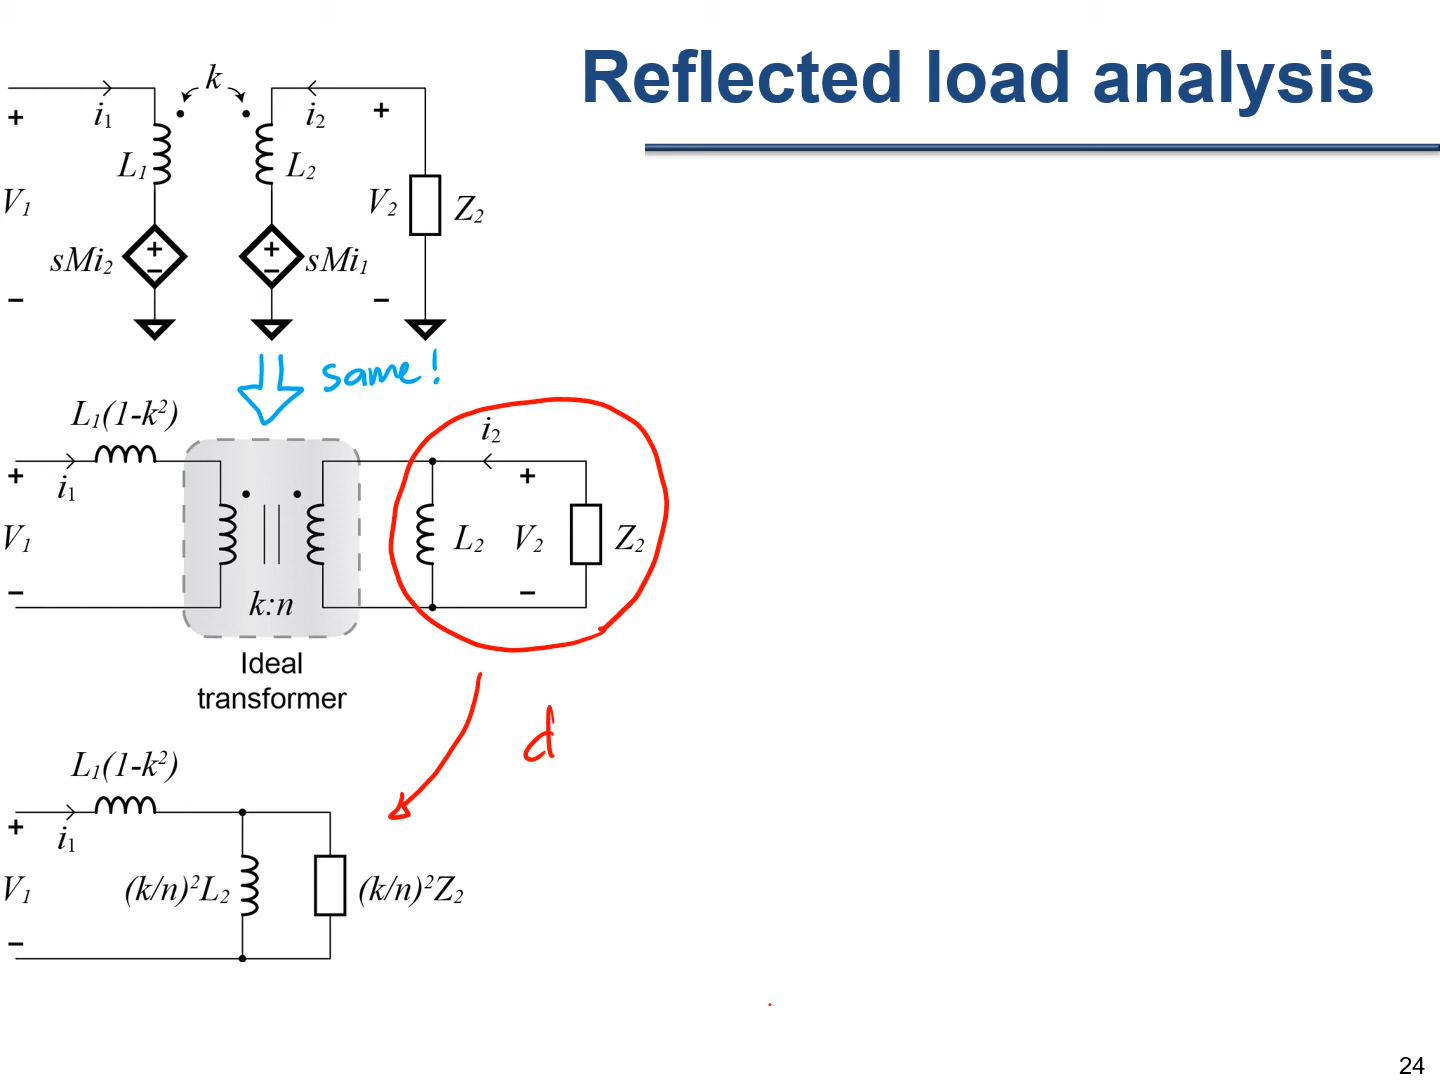 Reflected load analysis
k
i1
i2
+
+
L1
L2
V1
V2
Z2
sMi2
+
−
+
−
sMi1
−
−
same!
L1(1-k²)
i2
+
i1
+
V1
L2
V2
Z2
−
−
k:n
Ideal
transformer
d
L1(1-k²)
+
i1
V1
(k/n)²L2
(k/n)²Z2
−
24